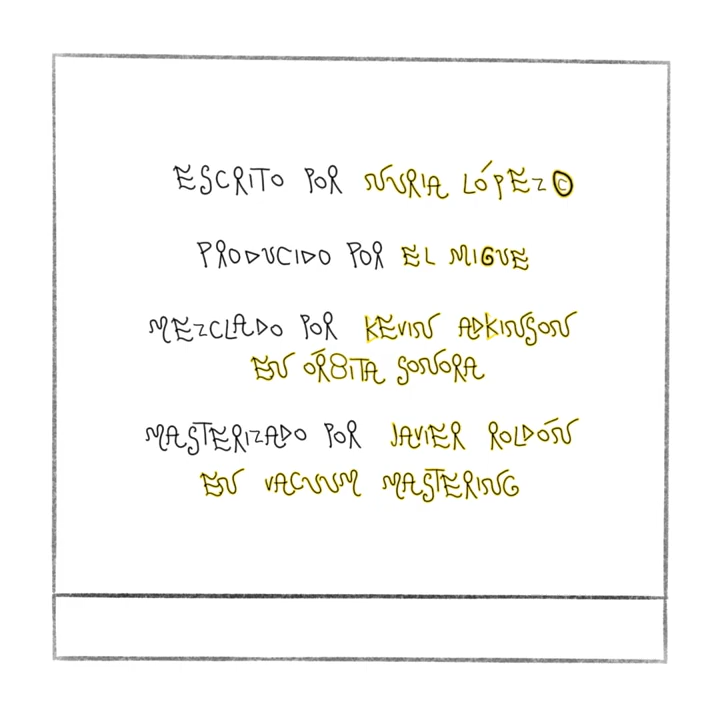 ESCRITO POR NURIA LÓPEZ ©
PRODUCIDO POR EL MIGUE
MEZCLADO POR KEVIN ADKINSON
EN ÓRBITA SONORA
MASTERIZADO POR JAVIER ROLDÓN
EN VACUUM MASTERING